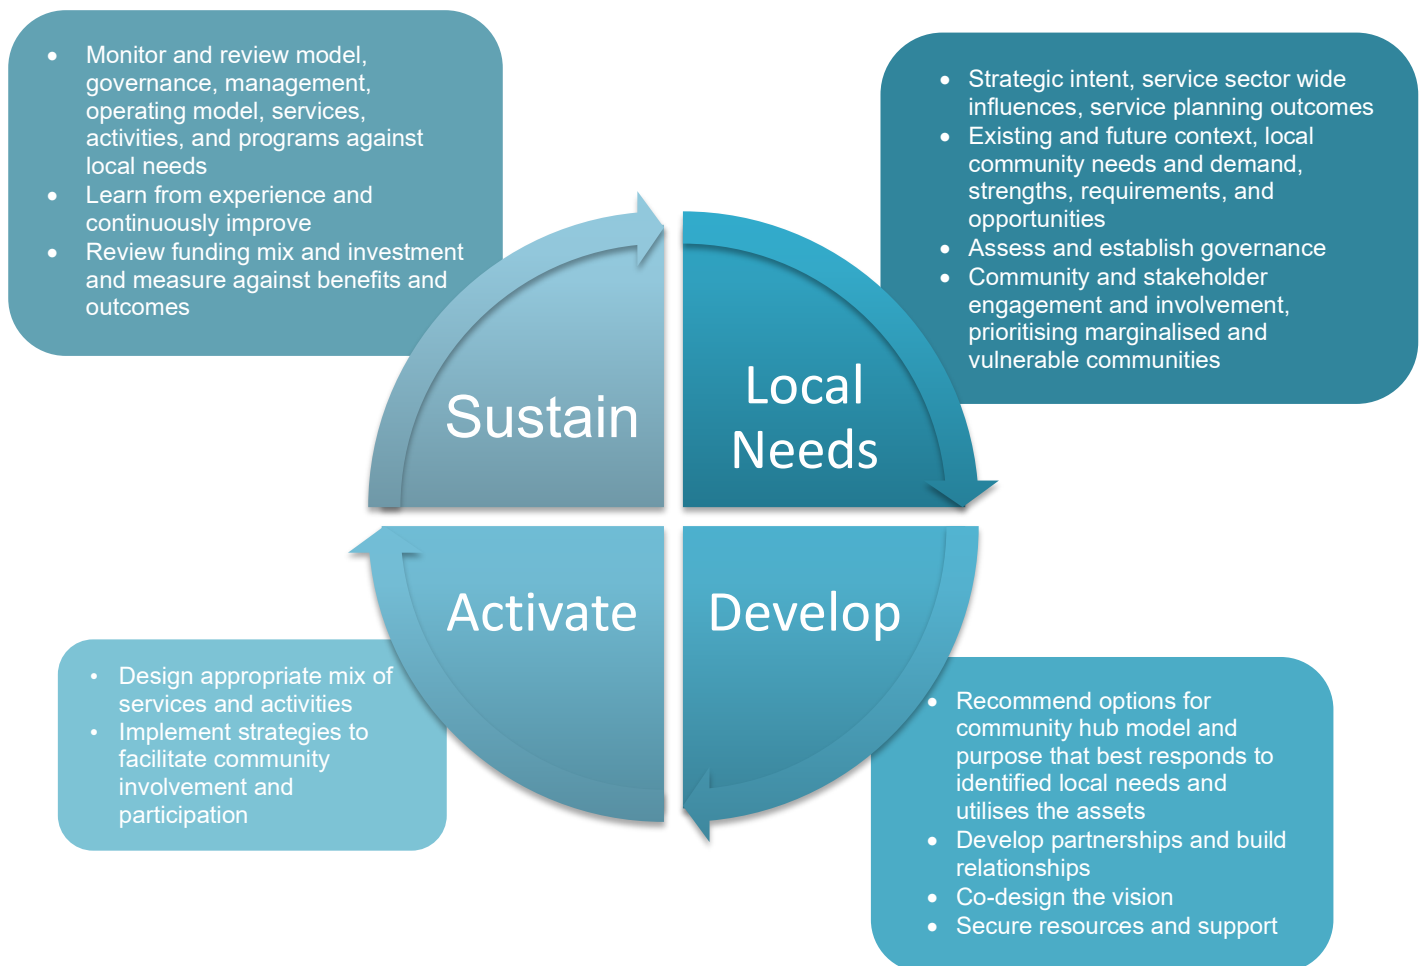 • Monitor and review model,
governance, management,
operating model, services,
activities, and programs against
local needs
• Learn from experience and
continuously improve
• Review funding mix and investment
and measure against benefits and
outcomes
• Strategic intent, service sector wide
influences, service planning outcomes
• Existing and future context, local
community needs and demand,
strengths, requirements, and
opportunities
• Assess and establish governance
• Community and stakeholder
engagement and involvement,
prioritising marginalised and
vulnerable communities
Sustain
Local
Needs
Activate
Develop
• Design appropriate mix of
services and activities
• Implement strategies to
facilitate community
involvement and
participation
• Recommend options for
community hub model and
purpose that best responds to
identified local needs and
utilises the assets
• Develop partnerships and build
relationships
• Co-design the vision
• Secure resources and support